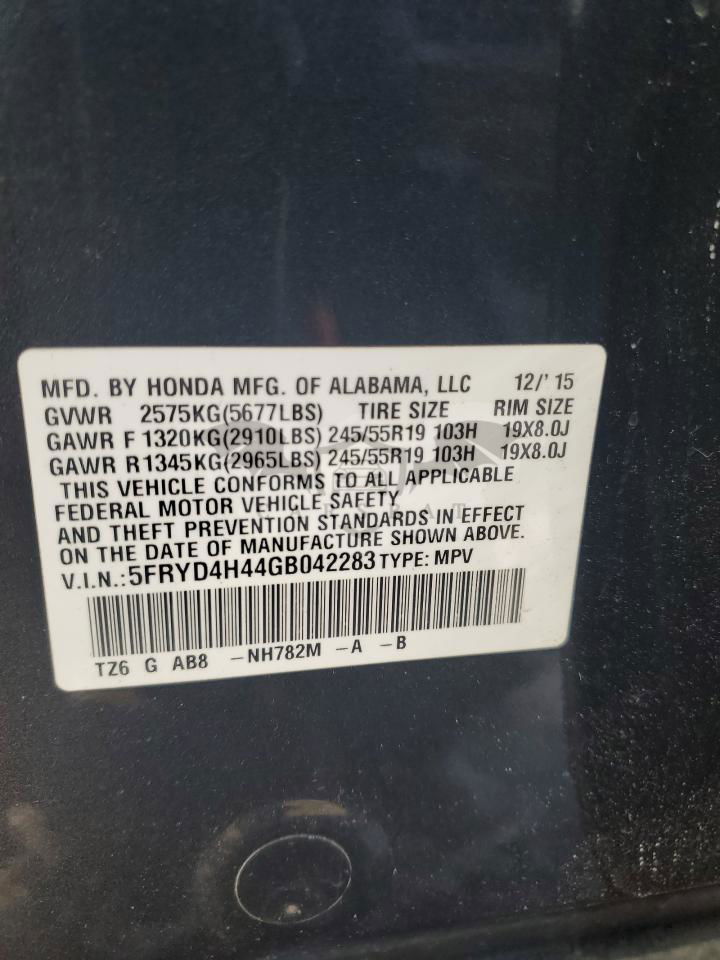 MFD. BY HONDA MFG. OF ALABAMA, LLC 12/'15
GVWR 2575KG(5677LBS) TIRE SIZE RIM SIZE
GAWR F 1320KG(2910LBS) 245/55R19 103H 19X8.0J
GAWR R1345KG(2965LBS) 245/55R19 103H 19X8.0J
THIS VEHICLE CONFORMS TO ALL APPLICABLE
FEDERAL MOTOR VEHICLE SAFETY
AND THEFT PREVENTION STANDARDS IN EFFECT
ON THE DATE OF MANUFACTURE SHOWN ABOVE.
V.I.N.:5FRYD4H44GB042283 TYPE: MPV
TZ6 G AB8 -NH782M -A -B